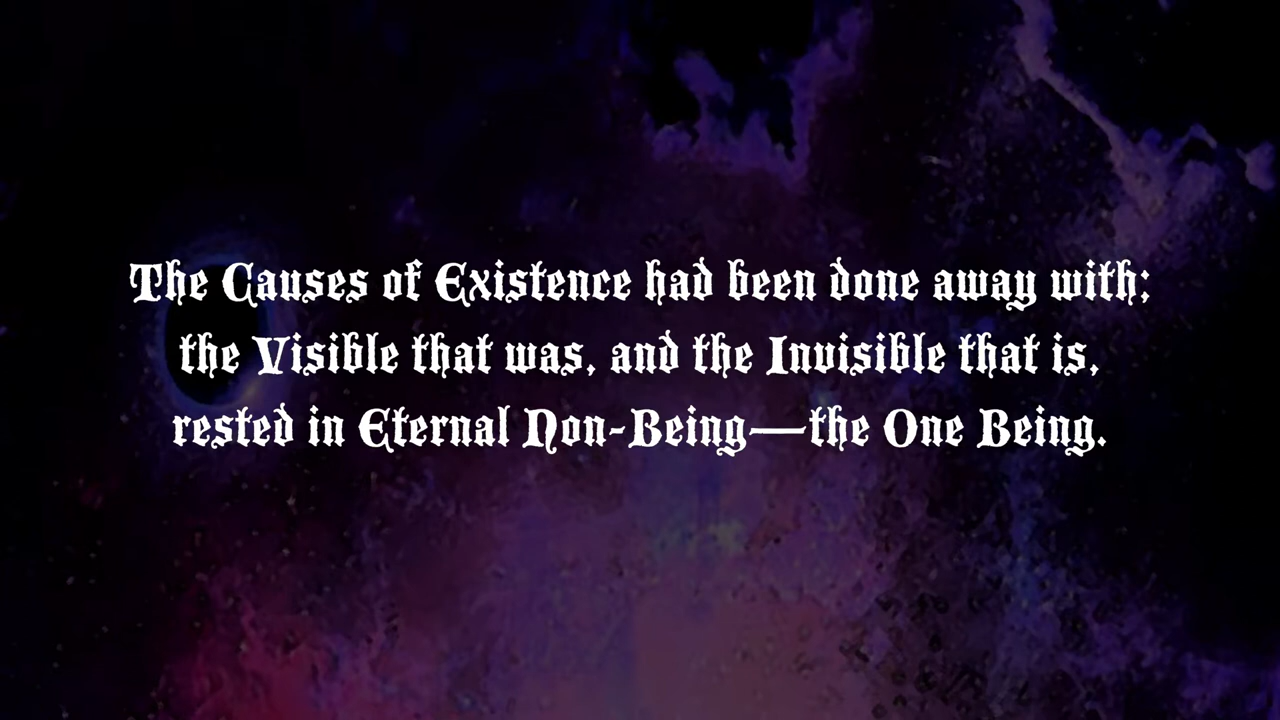 The Causes of Existence had been done away with;
the Visible that was, and the Invisible that is,
rested in Eternal Non-Being—the One Being.